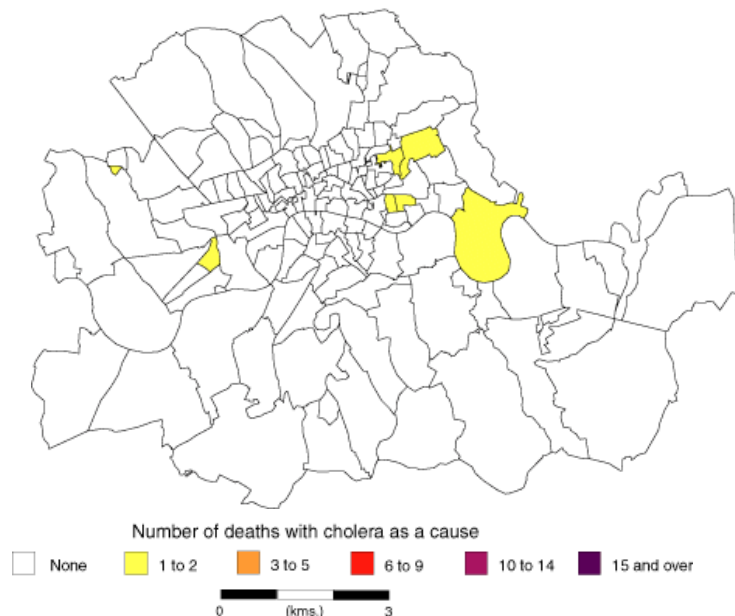 Number of deaths with cholera as a cause
None 1 to 2 3 to 5 6 to 9 10 to 14 15 and over
0 (kms.) 3